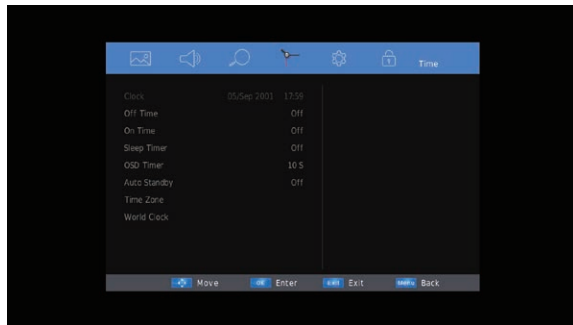 Time
Clock 05/Sep 2001 17:59
Off Time Off
On Time Off
Sleep Timer Off
OSD Timer 10 S
Auto Standby Off
Time Zone
World Clock
Move OK Enter Exit Exit Menu Back